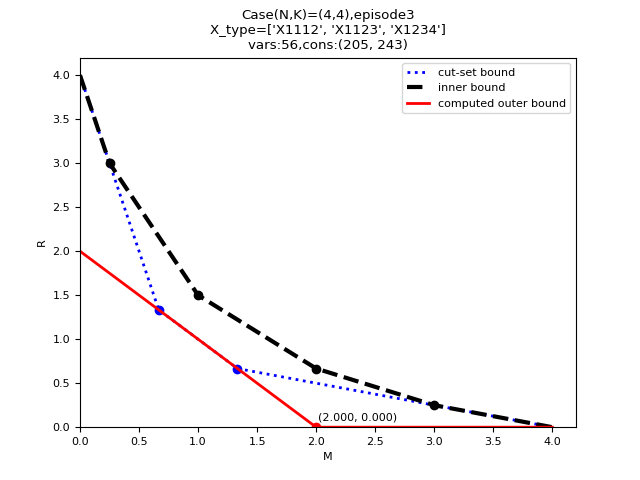 Case(N,K)=(4,4),episode3
X_type=['X1112', 'X1123', 'X1234']
vars:56,cons:(205, 243)
cut-set bound
inner bound
computed outer bound
R
4.0
3.5
3.0
2.5
2.0
1.5
1.0
0.5
0.0
(2.000, 0.000)
0.0 0.5 1.0 1.5 2.0 2.5 3.0 3.5 4.0
M